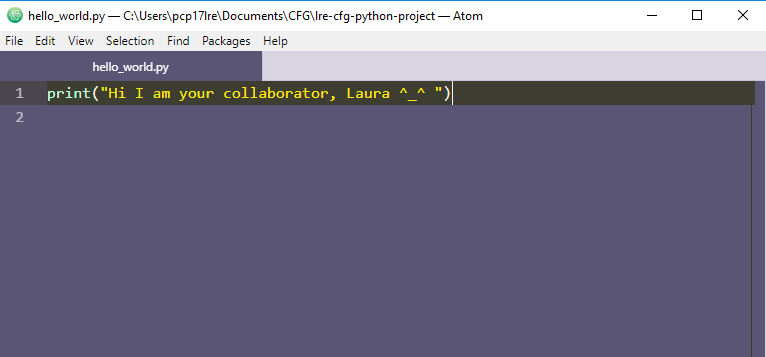 hello_world.py — C:\Users\pcp17lre\Documents\CFG\lre-cfg-python-project — Atom
File Edit View Selection Find Packages Help
hello_world.py
1 print("Hi I am your collaborator, Laura ^_^ ")
2